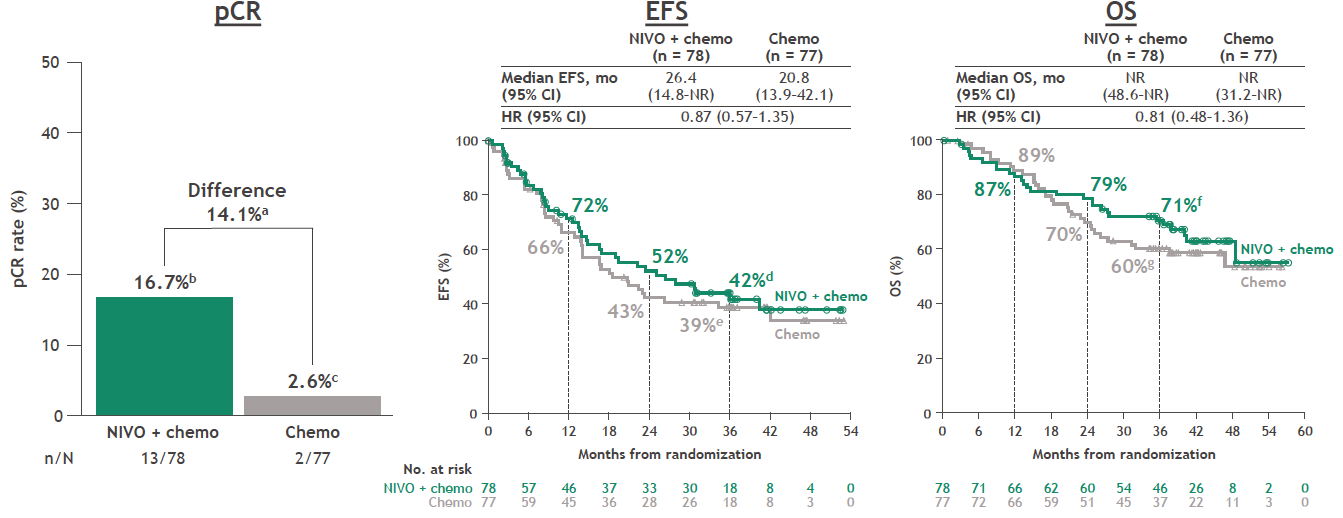 pCR
50
40
30
20
10
0
pCR rate (%)
Difference
14.1%ᵃ
16.7%ᵇ
2.6%ᶜ
NIVO + chemo Chemo
n/N 13/78 2/77
EFS
NIVO + chemo Chemo
(n = 78) (n = 77)
Median EFS, mo 26.4 20.8
(95% CI) (14.8-NR) (13.9-42.1)
HR (95% CI) 0.87 (0.57-1.35)
100
80
60
40
20
0
EFS (%)
72%
66%
52%
43%
42%ᵈ
39%ᵉ
NIVO + chemo
Chemo
0 6 12 18 24 30 36 42 48 54
Months from randomization
No. at risk
NIVO + chemo 78 57 46 37 33 30 18 8 4 0
Chemo 77 59 45 36 28 26 18 8 3 0
OS
NIVO + chemo Chemo
(n = 78) (n = 77)
Median OS, mo NR NR
(95% CI) (48.6-NR) (31.2-NR)
HR (95% CI) 0.81 (0.48-1.36)
100
80
60
40
20
0
OS (%)
89%
87%
79%
70%
71%ᶠ
60%ᵍ
NIVO + chemo
Chemo
0 6 12 18 24 30 36 42 48 54 60
Months from randomization
78 71 66 62 60 54 46 26 8 2 0
77 72 66 59 51 45 37 22 11 3 0